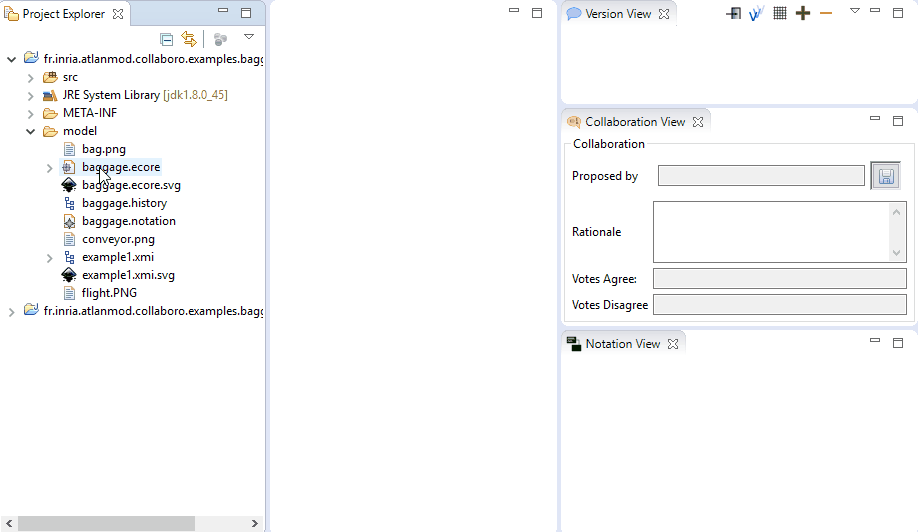 Project Explorer
fr.inria.atlanmod.collaboro.examples.bagg
src
JRE System Library [jdk1.8.0_45]
META-INF
model
bag.png
baggage.ecore
baggage.ecore.svg
baggage.history
baggage.notation
conveyor.png
example1.xmi
example1.xmi.svg
flight.PNG
fr.inria.atlanmod.collaboro.examples.bagg
Version View
Collaboration View
Collaboration
Proposed by
Rationale
Votes Agree:
Votes Disagree
Notation View